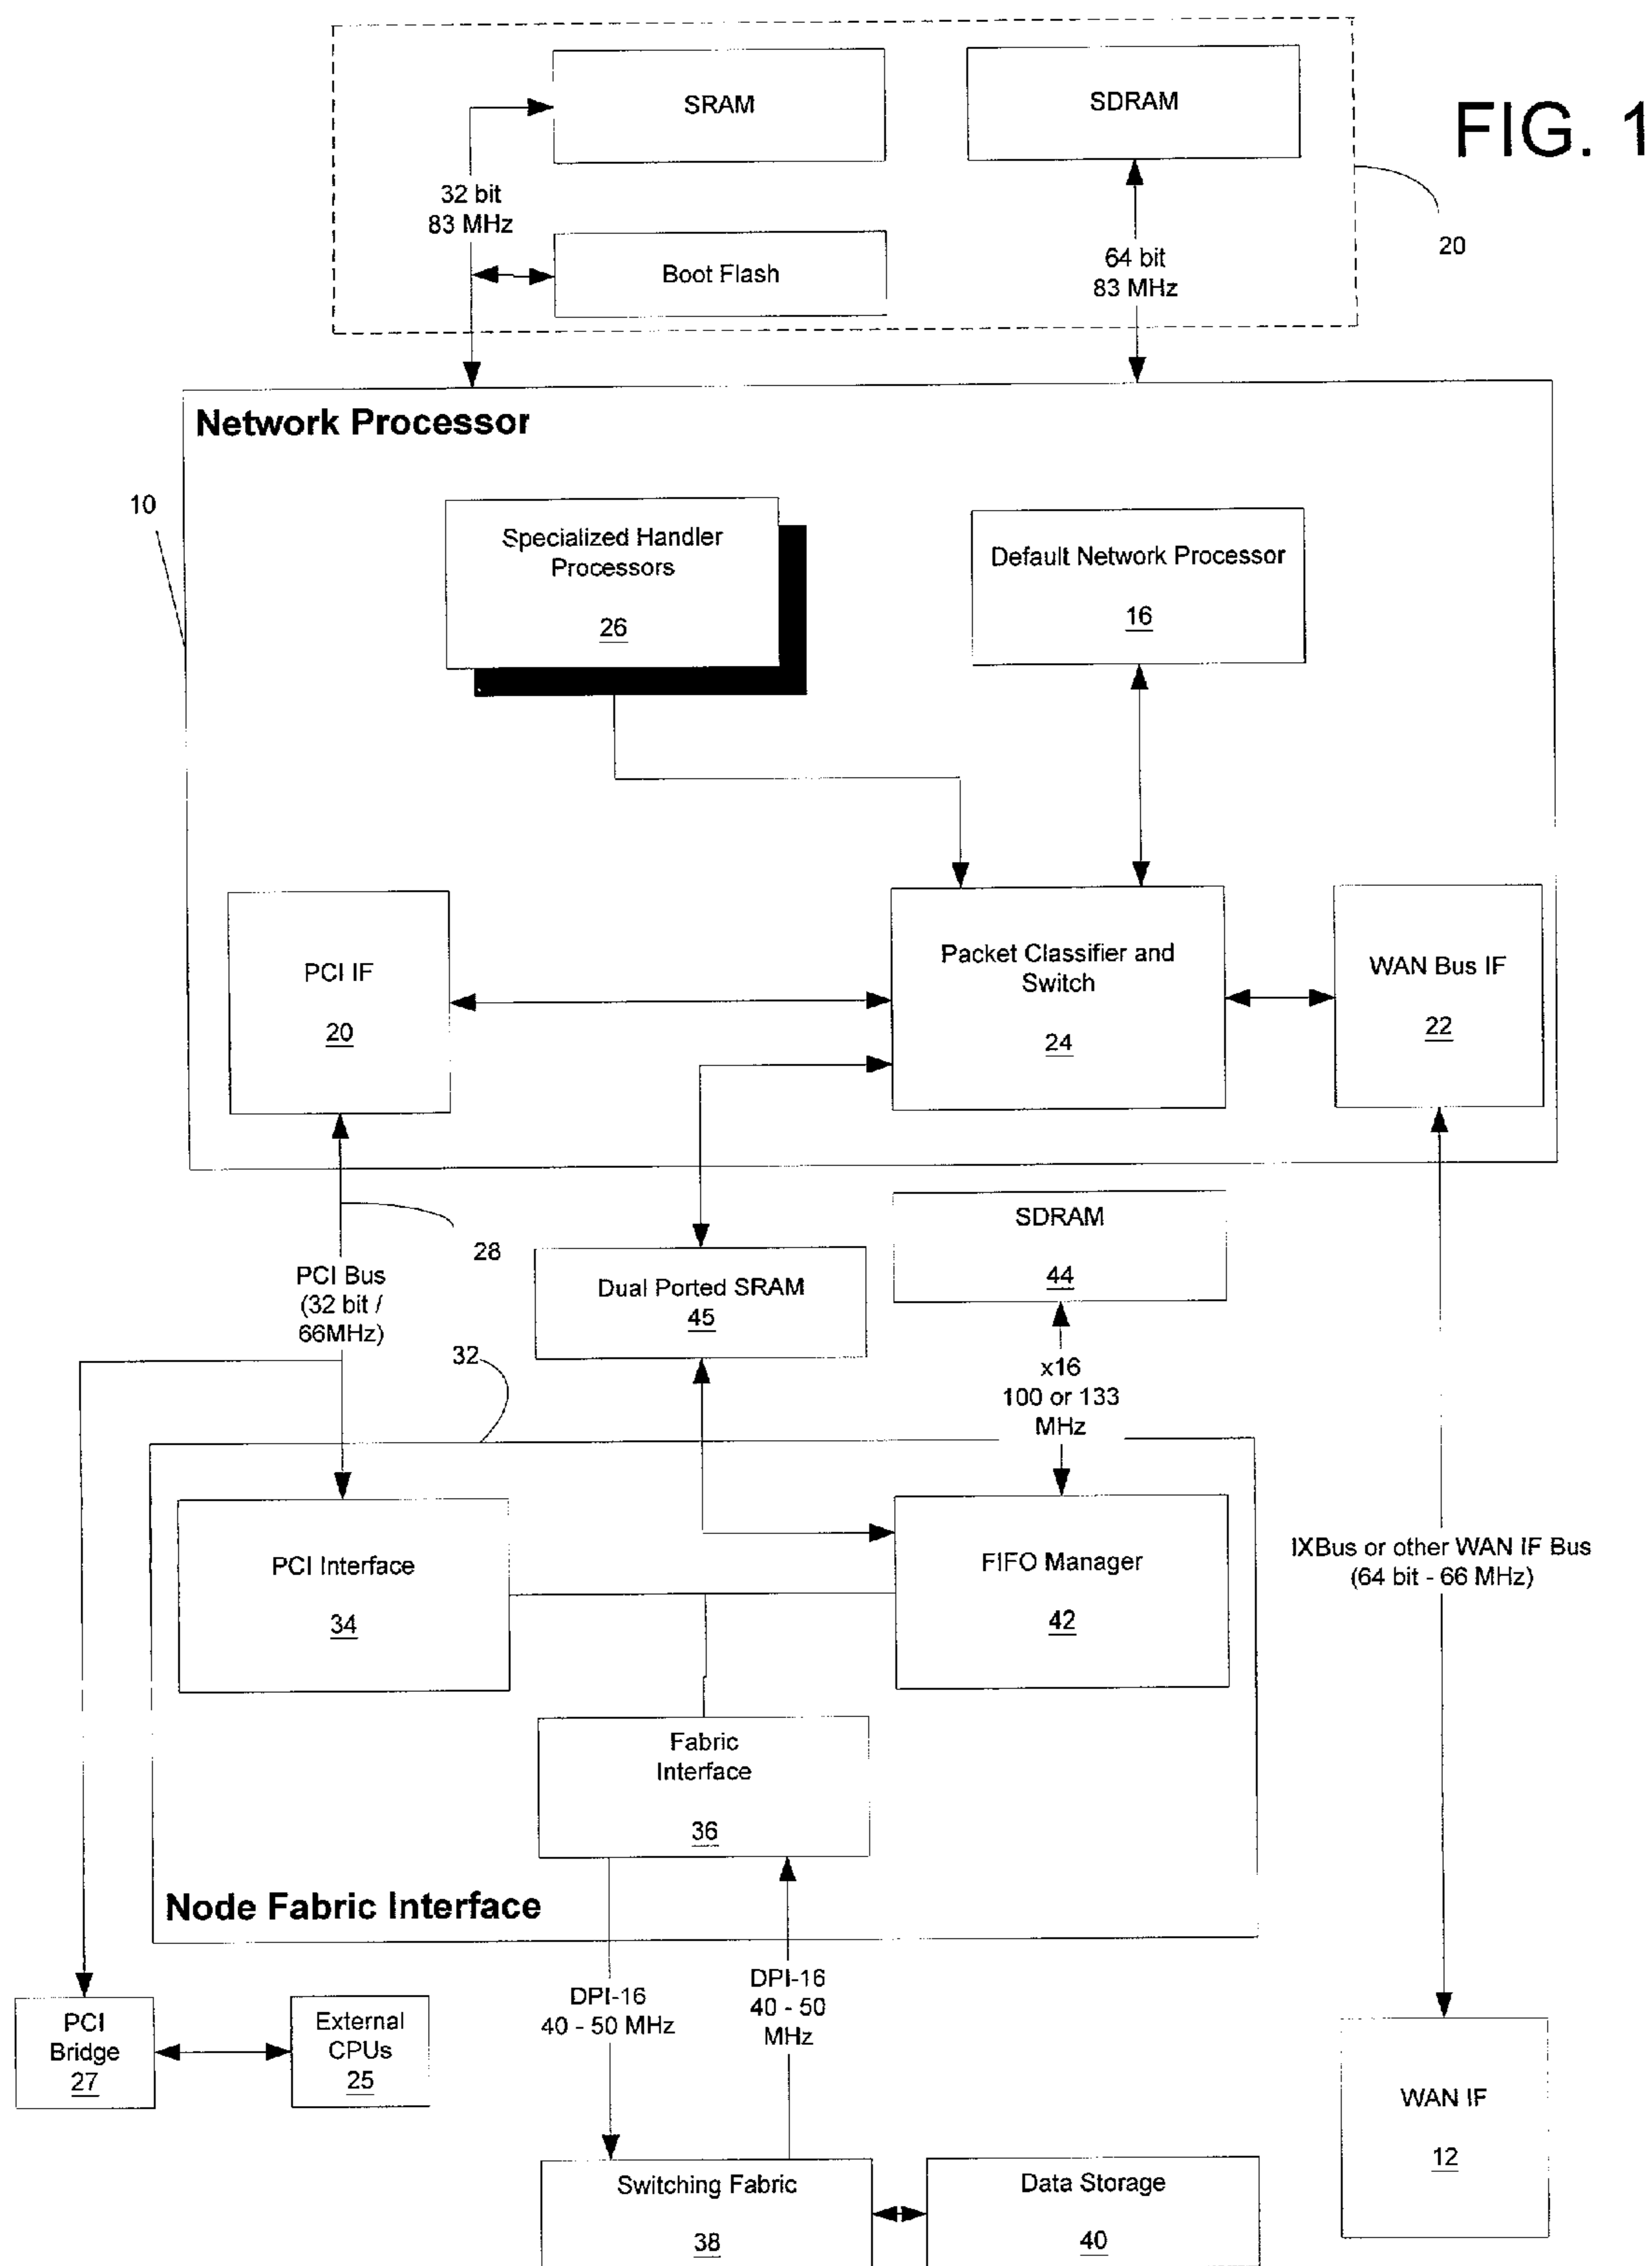 FIG. 1
SRAM
SDRAM
32 bit
83 MHz
20
64 bit
83 MHz
Boot Flash
Network Processor
10
Specialized Handler
Processors
26
Default Network Processor
16
PCI IF
20
Packet Classifier and
Switch
24
WAN Bus IF
22
28
PCI Bus
(32 bit /
66MHz)
SDRAM
44
Dual Ported SRAM
45
32
x16
100 or 133
MHz
PCI Interface
34
FIFO Manager
42
IXBus or other WAN IF Bus
(64 bit - 66 MHz)
Fabric
Interface
36
Node Fabric Interface
DPI-16
40 - 50 MHz
DPI-16
40 - 50
MHz
PCI
Bridge
27
External
CPUs
25
WAN IF
12
Switching Fabric
38
Data Storage
40